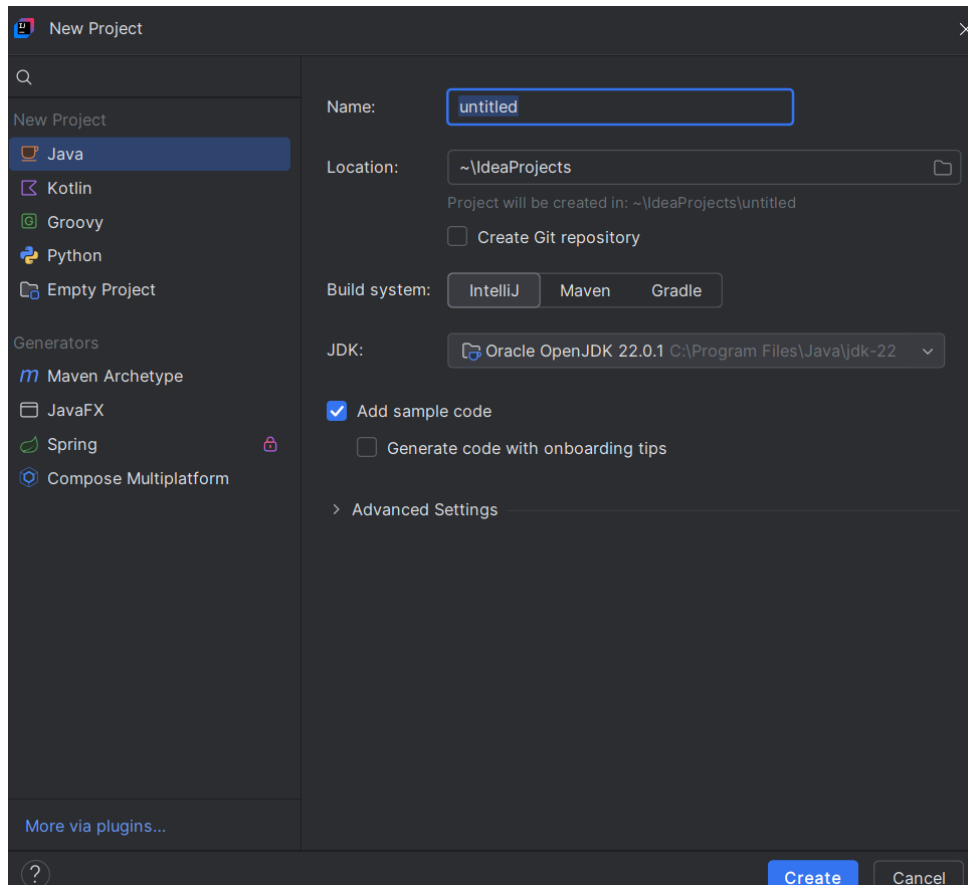 New Project
New Project
Java
Kotlin
Groovy
Python
Empty Project
Generators
Maven Archetype
JavaFX
Spring
Compose Multiplatform
More via plugins...
Name: untitled
Location: ~\IdeaProjects
Project will be created in: ~\IdeaProjects\untitled
Create Git repository
Build system: IntelliJ Maven Gradle
JDK: Oracle OpenJDK 22.0.1 C:\Program Files\Java\jdk-22
Add sample code
Generate code with onboarding tips
Advanced Settings
? Create Cancel